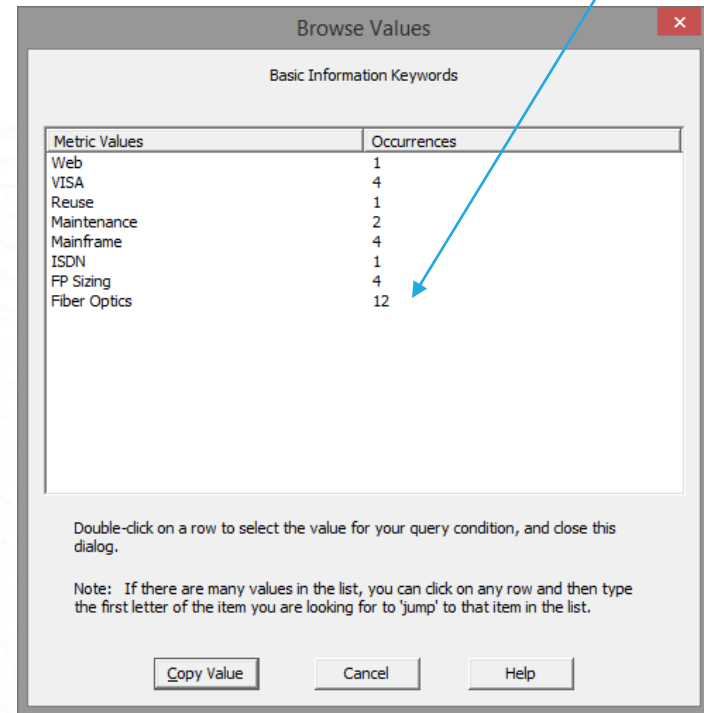 Browse Values
×
Basic Information Keywords
Metric Values Occurrences
Web 1
VISA 4
Reuse 1
Maintenance 2
Mainframe 4
ISDN 1
FP Sizing 4
Fiber Optics 12
Double-click on a row to select the value for your query condition, and close this
dialog.
Note: If there are many values in the list, you can click on any row and then type
the first letter of the item you are looking for to 'jump' to that item in the list.
Copy Value Cancel Help